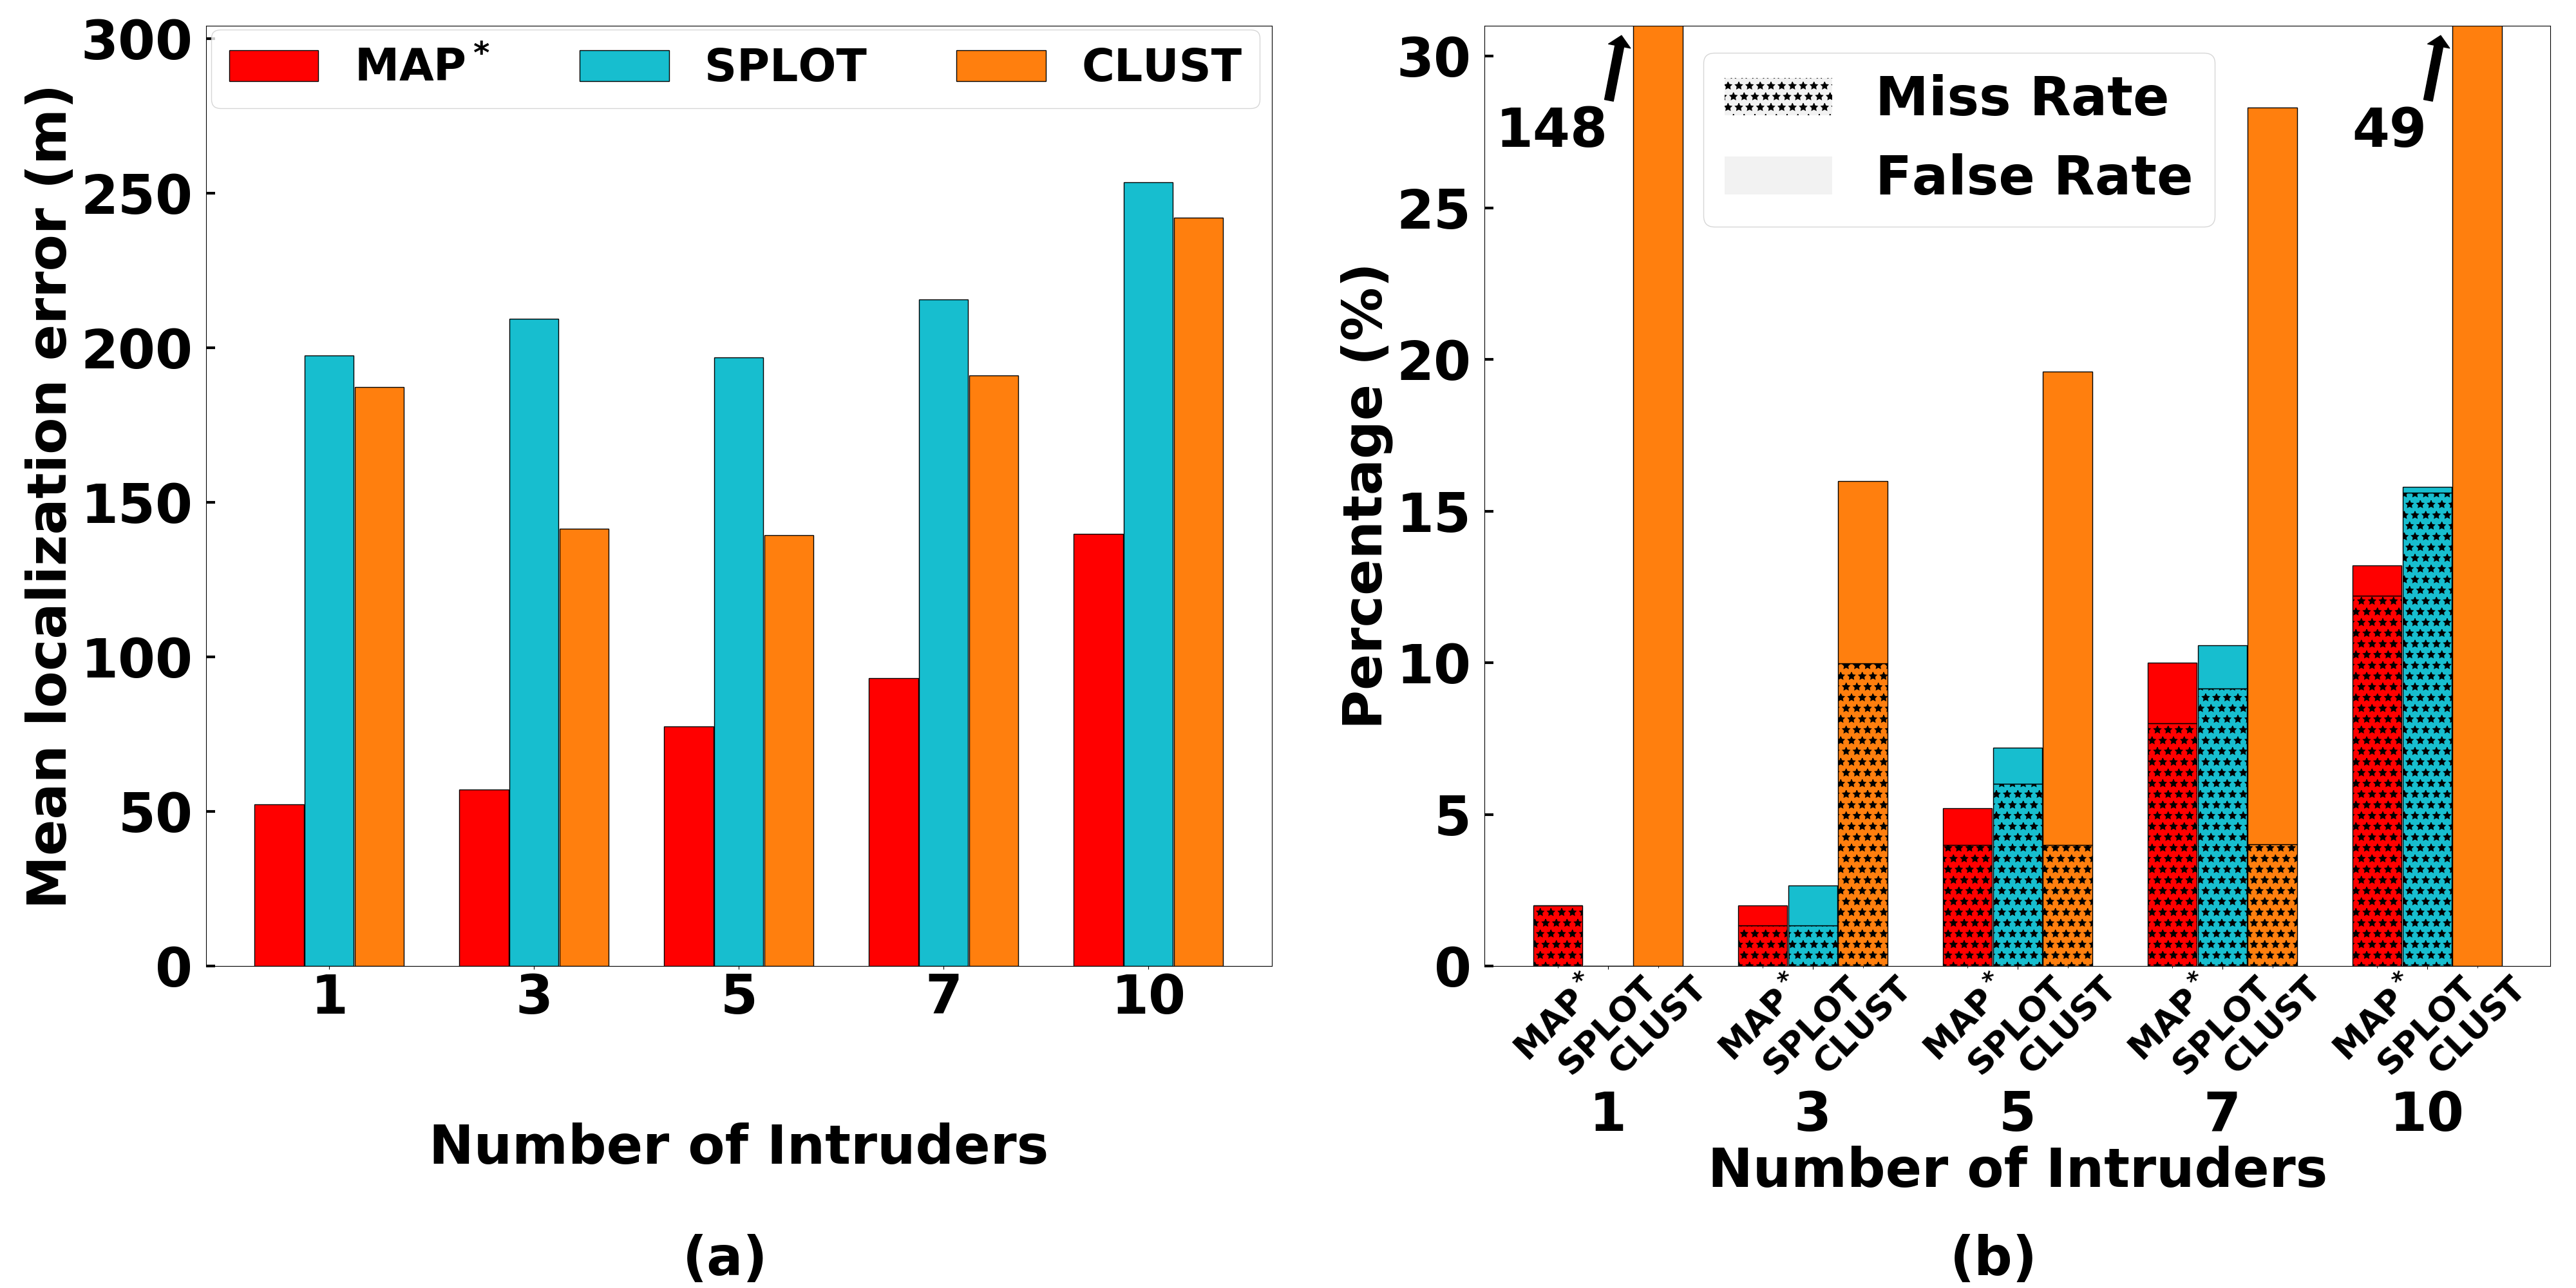 300
250
200
150
100
50
0
Mean localization error (m)
MAP* SPLOT CLUST
1 3 5 7 10
Number of Intruders
(a)
30
25
20
15
10
5
0
Percentage (%)
148
49
Miss Rate
False Rate
MAP* SPLOT CLUST MAP* SPLOT CLUST MAP* SPLOT CLUST MAP* SPLOT CLUST MAP* SPLOT CLUST
1 3 5 7 10
Number of Intruders
(b)